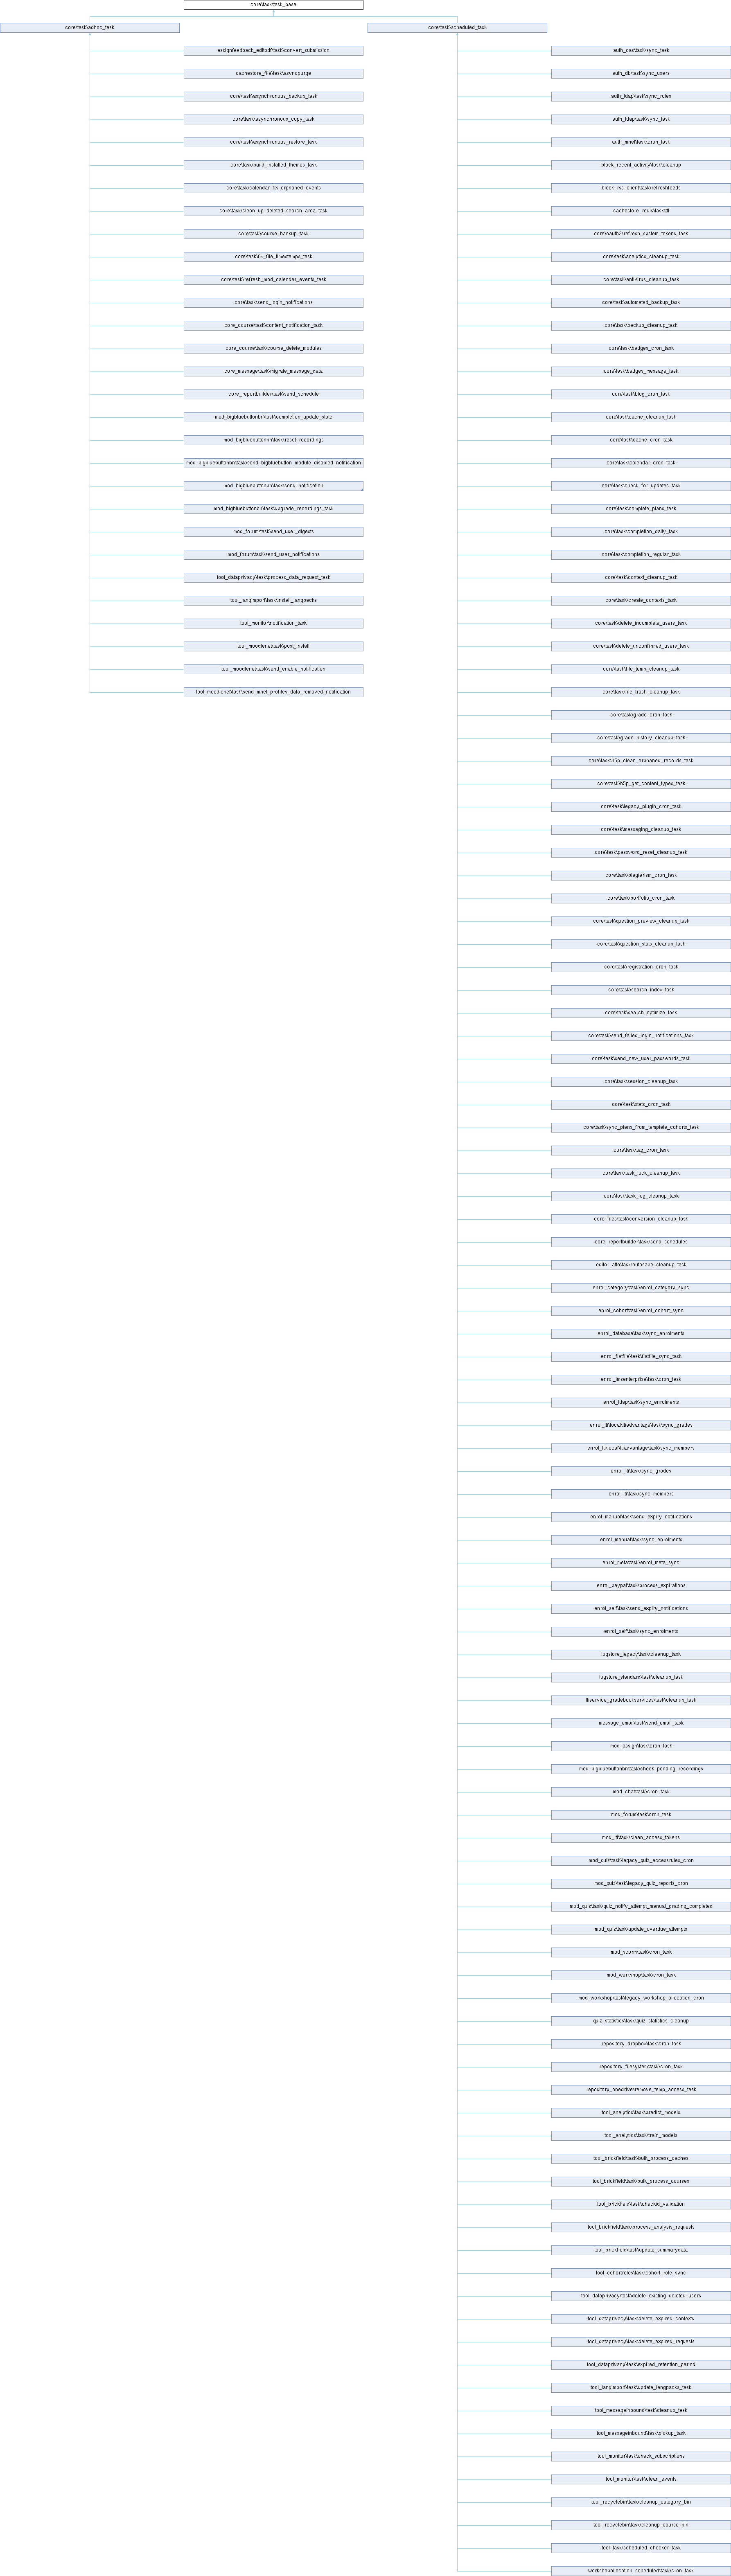 core\task\task_base
core\task\adhoc_task
core\task\scheduled_task
assignfeedback_editpdf\task\convert_submission
cachestore_file\task\asyncpurge
core\task\asynchronous_backup_task
core\task\asynchronous_copy_task
core\task\asynchronous_restore_task
core\task\build_installed_themes_task
core\task\calendar_fix_orphaned_events
core\task\clean_up_deleted_search_area_task
core\task\course_backup_task
core\task\fix_file_timestamps_task
core\task\refresh_mod_calendar_events_task
core\task\send_login_notifications
core_course\task\content_notification_task
core_course\task\course_delete_modules
core_message\task\migrate_message_data
core_reportbuilder\task\send_schedule
mod_bigbluebuttonbn\task\completion_update_state
mod_bigbluebuttonbn\task\reset_recordings
mod_bigbluebuttonbn\task\send_bigbluebutton_module_disabled_notification
mod_bigbluebuttonbn\task\send_notification
mod_bigbluebuttonbn\task\upgrade_recordings_task
mod_forum\task\send_user_digests
mod_forum\task\send_user_notifications
tool_dataprivacy\task\process_data_request_task
tool_langimport\task\install_langpacks
tool_monitor\notification_task
tool_moodlenet\task\post_install
tool_moodlenet\task\send_enable_notification
tool_moodlenet\task\send_mnet_profiles_data_removed_notification
auth_cas\task\sync_task
auth_db\task\sync_users
auth_ldap\task\sync_roles
auth_ldap\task\sync_task
auth_mnet\task\cron_task
block_recent_activity\task\cleanup
block_rss_client\task\refreshfeeds
cachestore_redis\task\ttl
core\oauth2\refresh_system_tokens_task
core\task\analytics_cleanup_task
core\task\antivirus_cleanup_task
core\task\automated_backup_task
core\task\backup_cleanup_task
core\task\badges_cron_task
core\task\badges_message_task
core\task\blog_cron_task
core\task\cache_cleanup_task
core\task\cache_cron_task
core\task\calendar_cron_task
core\task\check_for_updates_task
core\task\complete_plans_task
core\task\completion_daily_task
core\task\completion_regular_task
core\task\context_cleanup_task
core\task\create_contexts_task
core\task\delete_incomplete_users_task
core\task\delete_unconfirmed_users_task
core\task\file_temp_cleanup_task
core\task\file_trash_cleanup_task
core\task\grade_cron_task
core\task\grade_history_cleanup_task
core\task\h5p_clean_orphaned_records_task
core\task\h5p_get_content_types_task
core\task\legacy_plugin_cron_task
core\task\messaging_cleanup_task
core\task\password_reset_cleanup_task
core\task\plagiarism_cron_task
core\task\portfolio_cron_task
core\task\question_preview_cleanup_task
core\task\question_stats_cleanup_task
core\task\registration_cron_task
core\task\search_index_task
core\task\search_optimize_task
core\task\send_failed_login_notifications_task
core\task\send_new_user_passwords_task
core\task\session_cleanup_task
core\task\stats_cron_task
core\task\sync_plans_from_template_cohorts_task
core\task\tag_cron_task
core\task\task_lock_cleanup_task
core\task\task_log_cleanup_task
core_files\task\conversion_cleanup_task
core_reportbuilder\task\send_schedules
editor_atto\task\autosave_cleanup_task
enrol_category\task\enrol_category_sync
enrol_cohort\task\enrol_cohort_sync
enrol_database\task\sync_enrolments
enrol_flatfile\task\flatfile_sync_task
enrol_imsenterprise\task\cron_task
enrol_ldap\task\sync_enrolments
enrol_lti\local\ltiadvantage\task\sync_grades
enrol_lti\local\ltiadvantage\task\sync_members
enrol_lti\task\sync_grades
enrol_lti\task\sync_members
enrol_manual\task\send_expiry_notifications
enrol_manual\task\sync_enrolments
enrol_meta\task\enrol_meta_sync
enrol_paypal\task\process_expirations
enrol_self\task\send_expiry_notifications
enrol_self\task\sync_enrolments
logstore_legacy\task\cleanup_task
logstore_standard\task\cleanup_task
ltiservice_gradebookservices\task\cleanup_task
message_email\task\send_email_task
mod_assign\task\cron_task
mod_bigbluebuttonbn\task\check_pending_recordings
mod_chat\task\cron_task
mod_forum\task\cron_task
mod_lti\task\clean_access_tokens
mod_quiz\task\legacy_quiz_accessrules_cron
mod_quiz\task\legacy_quiz_reports_cron
mod_quiz\task\quiz_notify_attempt_manual_grading_completed
mod_quiz\task\update_overdue_attempts
mod_scorm\task\cron_task
mod_workshop\task\cron_task
mod_workshop\task\legacy_workshop_allocation_cron
quiz_statistics\task\quiz_statistics_cleanup
repository_dropbox\task\cron_task
repository_filesystem\task\cron_task
repository_onedrive\remove_temp_access_task
tool_analytics\task\predict_models
tool_analytics\task\train_models
tool_brickfield\task\bulk_process_caches
tool_brickfield\task\bulk_process_courses
tool_brickfield\task\checkid_validation
tool_brickfield\task\process_analysis_requests
tool_brickfield\task\update_summarydata
tool_cohortroles\task\cohort_role_sync
tool_dataprivacy\task\delete_existing_deleted_users
tool_dataprivacy\task\delete_expired_contexts
tool_dataprivacy\task\delete_expired_requests
tool_dataprivacy\task\expired_retention_period
tool_langimport\task\update_langpacks_task
tool_messageinbound\task\cleanup_task
tool_messageinbound\task\pickup_task
tool_monitor\task\check_subscriptions
tool_monitor\task\clean_events
tool_recyclebin\task\cleanup_category_bin
tool_recyclebin\task\cleanup_course_bin
tool_task\scheduled_checker_task
workshopallocation_scheduled\task\cron_task